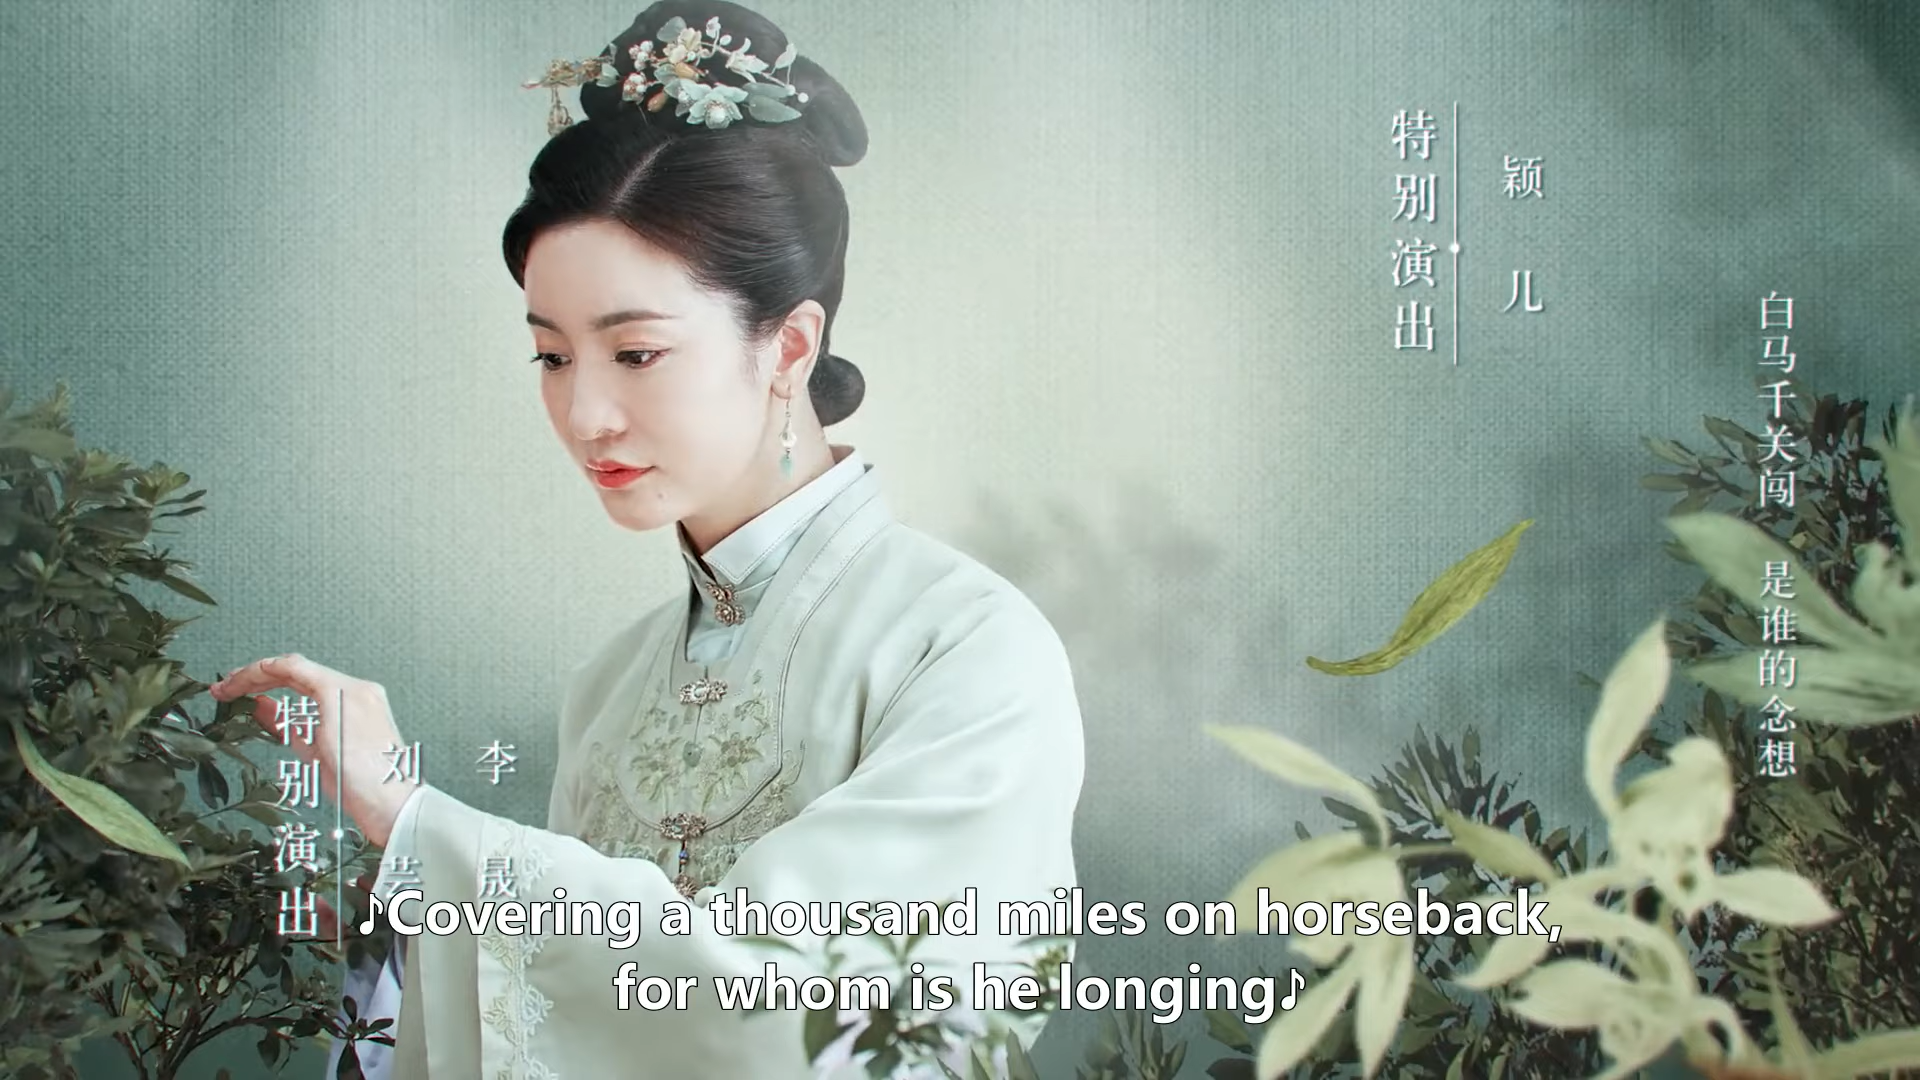 特别演出
颖儿
白马千关闯 是谁的念想
特别演出
刘芸
李晟
♪Covering a thousand miles on horseback,
for whom is he longing♪